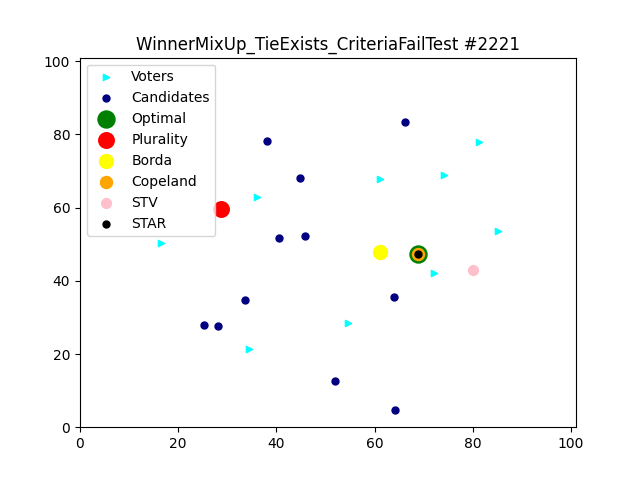 WinnerMixUp_TieExists_CriteriaFailTest #2221
100
80
60
40
20
0
Voters
Candidates
Optimal
Plurality
Borda
Copeland
STV
STAR
0 20 40 60 80 100